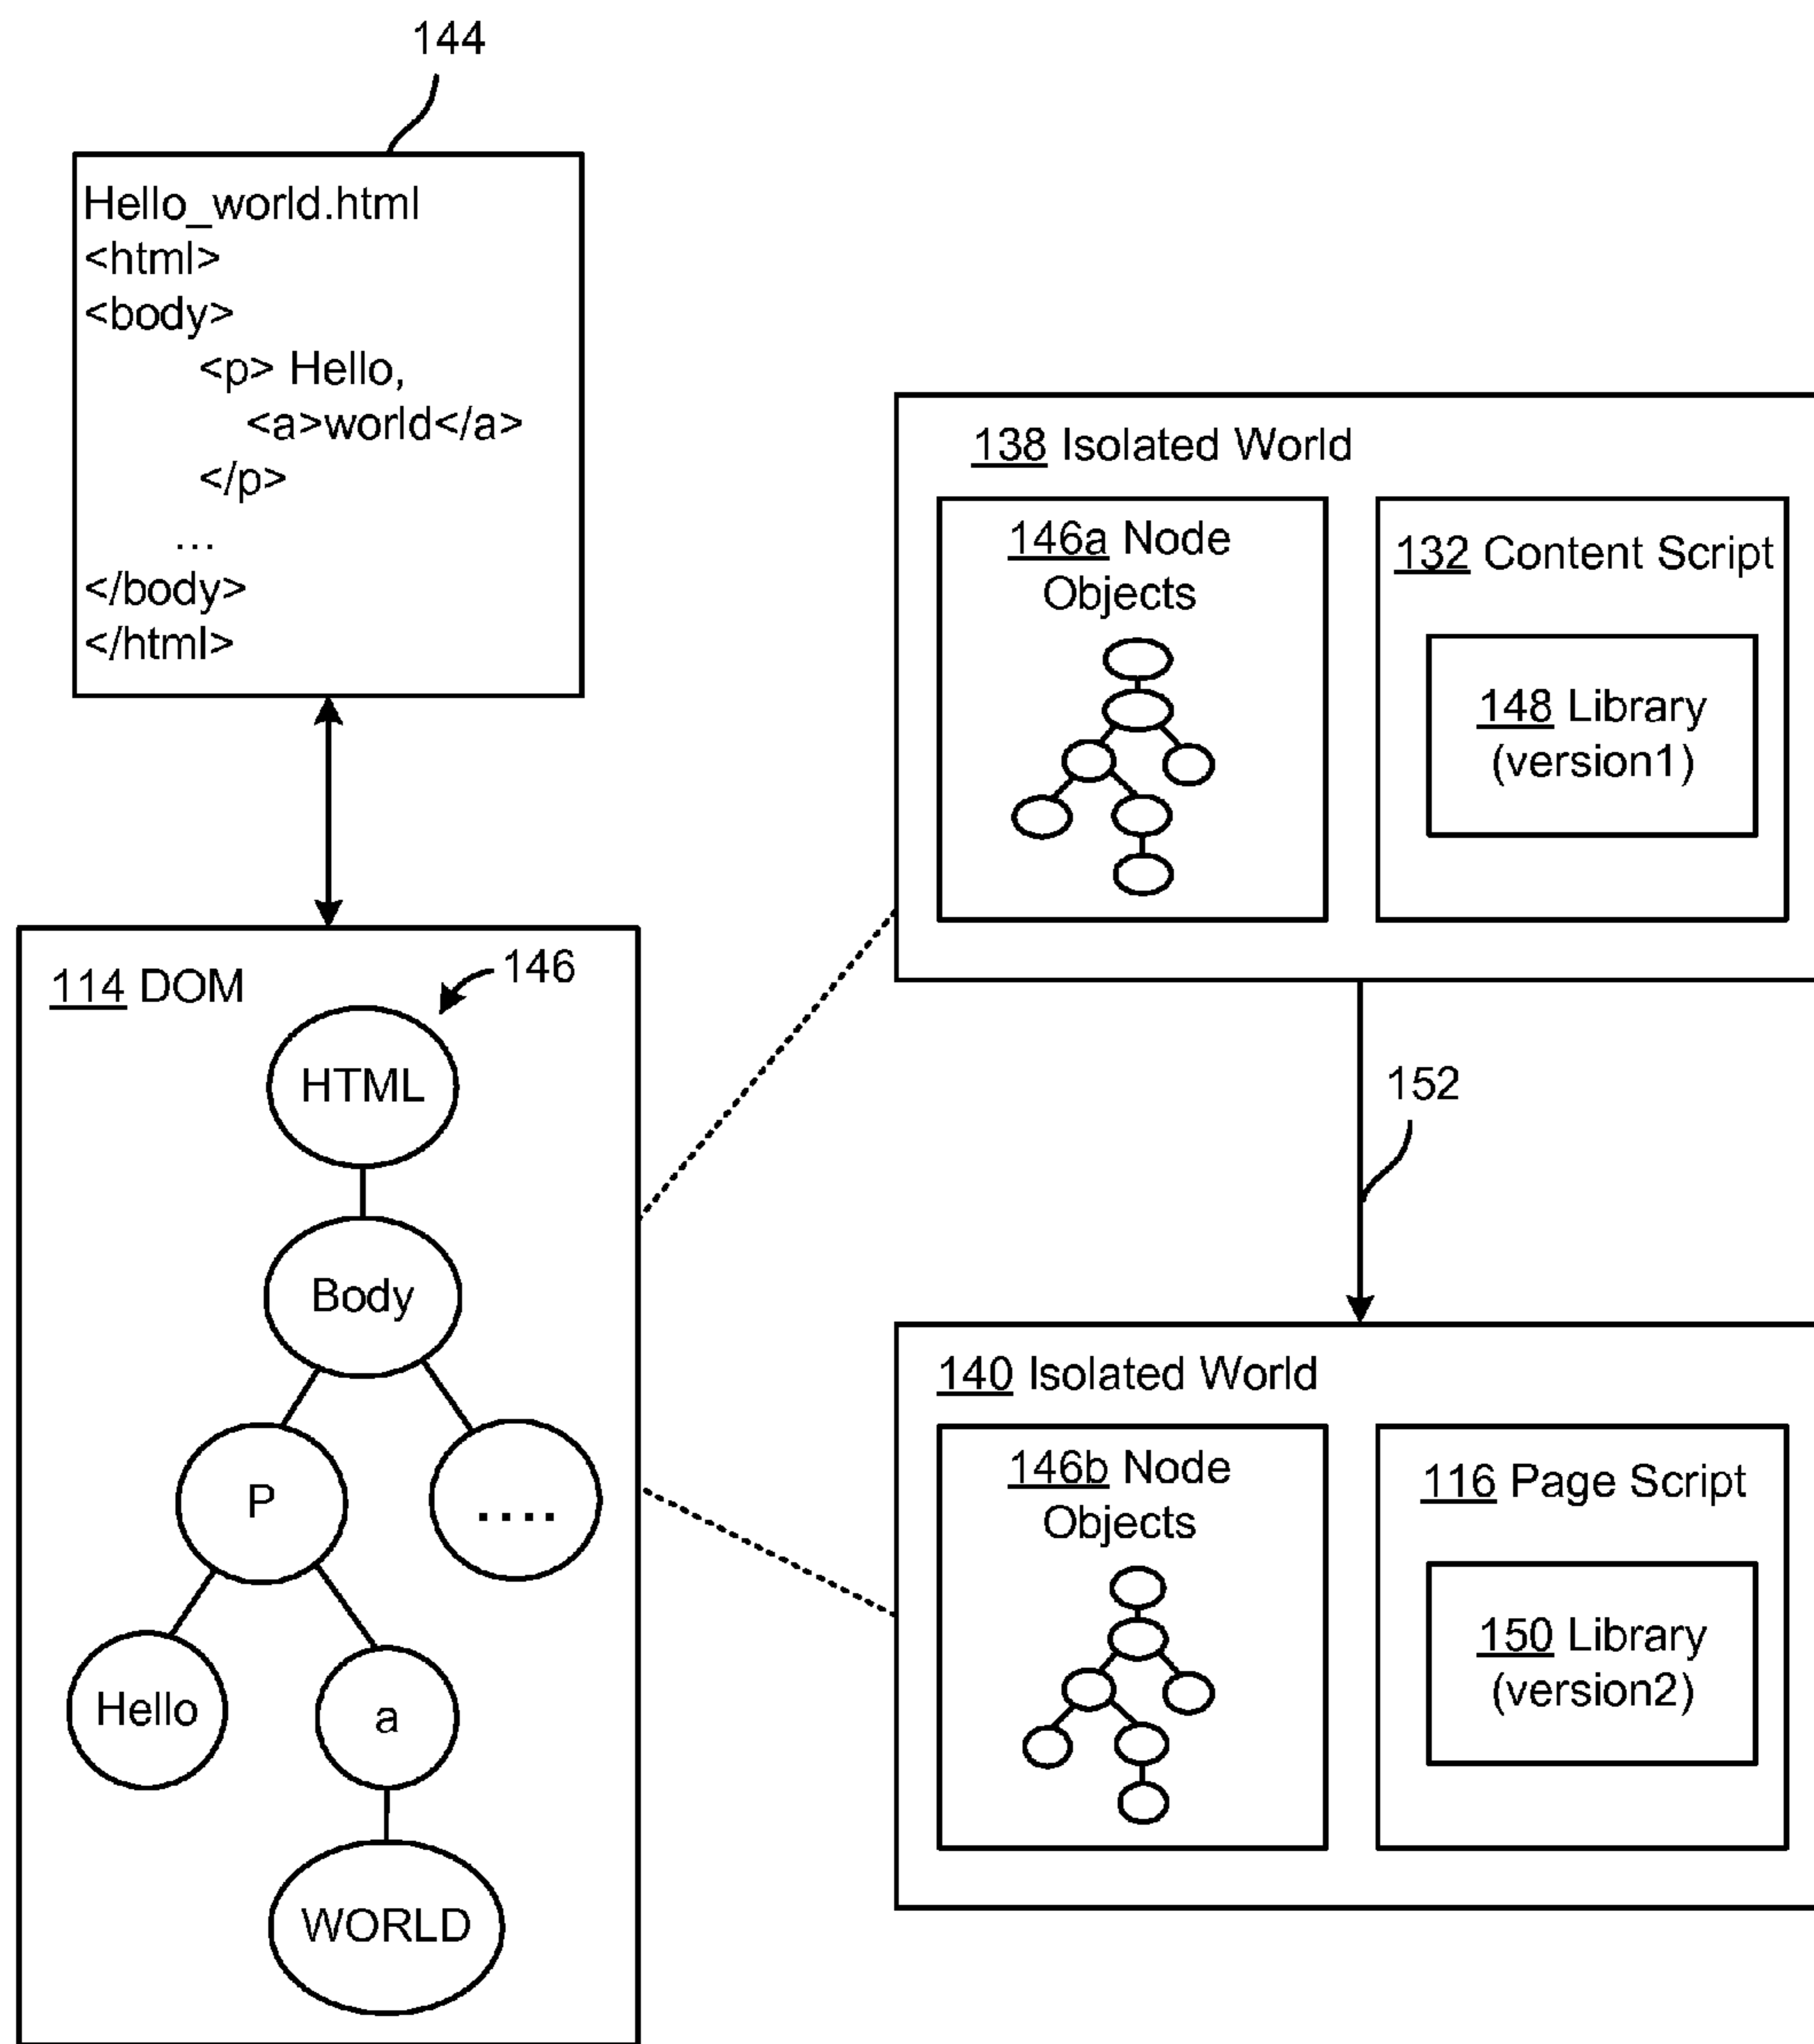 144
Hello_world.html
<html>
<body>
<p> Hello,
<a>world</a>
</p>
...
</body>
</html>
114 DOM
146
HTML
Body
P
....
Hello
a
WORLD
138 Isolated World
146a Node
Objects
132 Content Script
148 Library
(version1)
152
140 Isolated World
146b Node
Objects
116 Page Script
150 Library
(version2)